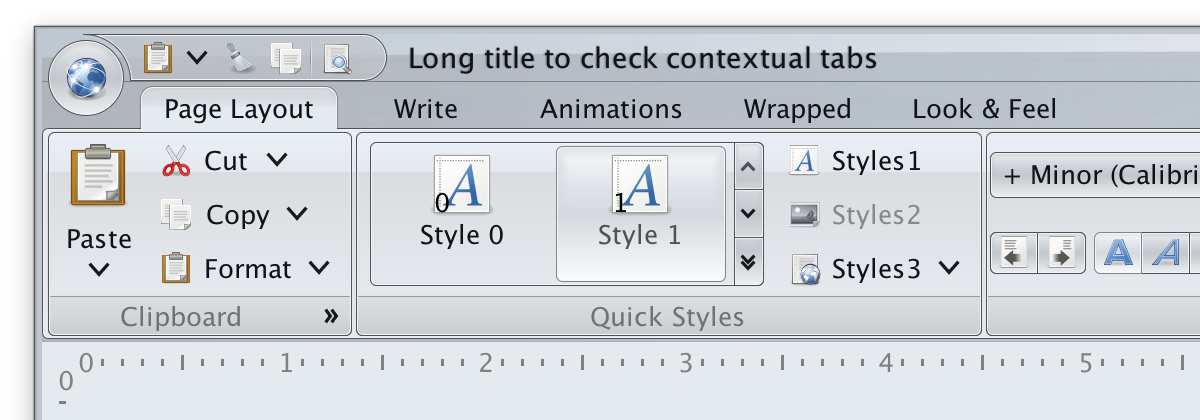 Long title to check contextual tabs
Page Layout Write Animations Wrapped Look & Feel
Paste
Cut
Copy
Format
Clipboard
0
Style 0
1
Style 1
Styles1
Styles2
Styles3
Quick Styles
+ Minor (Calibri
A A
0 1 2 3 4 5
0